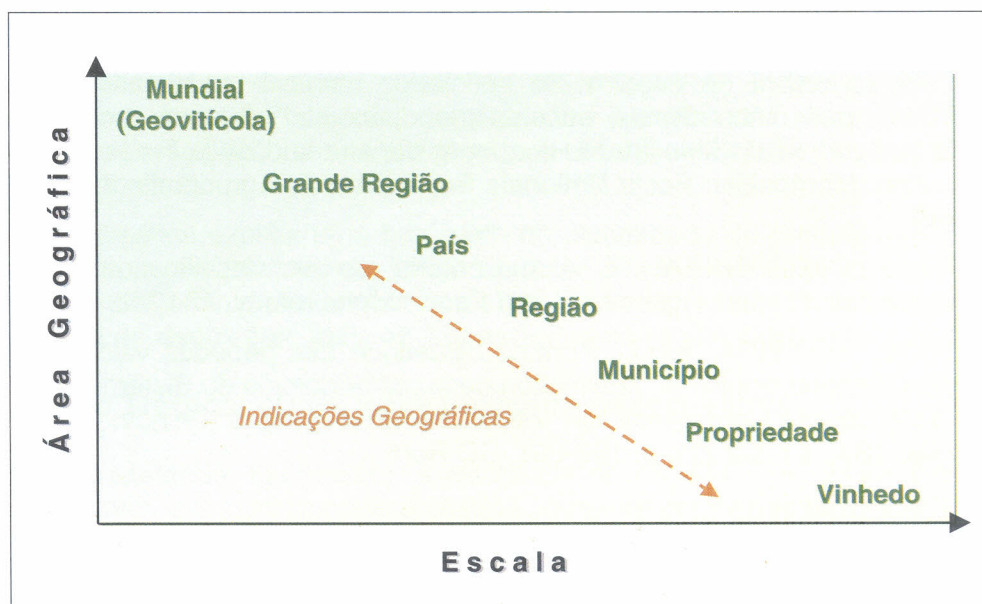 Área Geográfica
Mundial
(Geovitícola)
Grande Região
País
Região
Município
Indicações Geográficas
Propriedade
Vinhedo
Escala